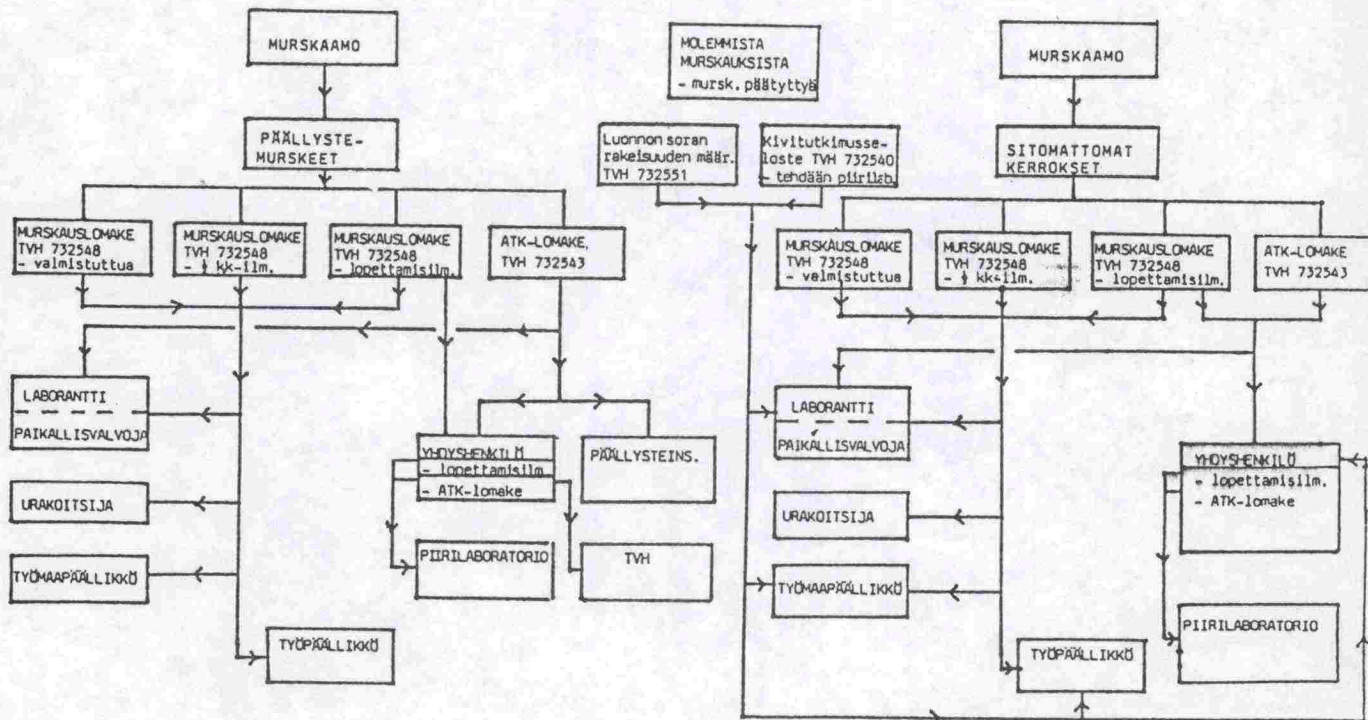 MURSKAAMO
PÄÄLLYSTE-
MURSKEET
MURSKAUSLOMAKE
TVH 732548
- valmistuttua
MURSKAUSLOMAKE
TVH 732548
- ½ kk-ilm.
MURSKAUSLOMAKE
TVH 732548
- lopettamisilm.
ATK-LOMAKE,
TVH 732543
LABORANTTI
PAIKALLISVALVOJA
URAKOITSIJA
TYÖMAAPÄÄLLIKKÖ
TYÖPÄÄLLIKKÖ
YHDYSHENKILÖ
- lopettamisilm
- ATK-lomake
PÄÄLLYSTEINS.
PIIRILABORATORIO
TVH
MOLEMMISTA
MURSKAUKSISTA
- mursk. päätyttyä
Luonnon soran
rakeisuuden määr.
TVH 732551
Kivitutkimusse-
loste TVH 732540
- tehdään piirilab.
MURSKAAMO
SITOMATTOMAT
KERROKSET
MURSKAUSLOMAKE
TVH 732548
- valmistuttua
MURSKAUSLOMAKE
TVH 732548
- ½ kk-ilm.
MURSKAUSLOMAKE
TVH 732548
- lopettamisilm.
ATK-LOMAKE
TVH 732543
LABORANTTI
PAIKALLISVALVOJA
URAKOITSIJA
TYÖMAAPÄÄLLIKKÖ
TYÖPÄÄLLIKKÖ
YHDYSHENKILÖ
- lopettamisilm.
- ATK-lomake
PIIRILABORATORIO